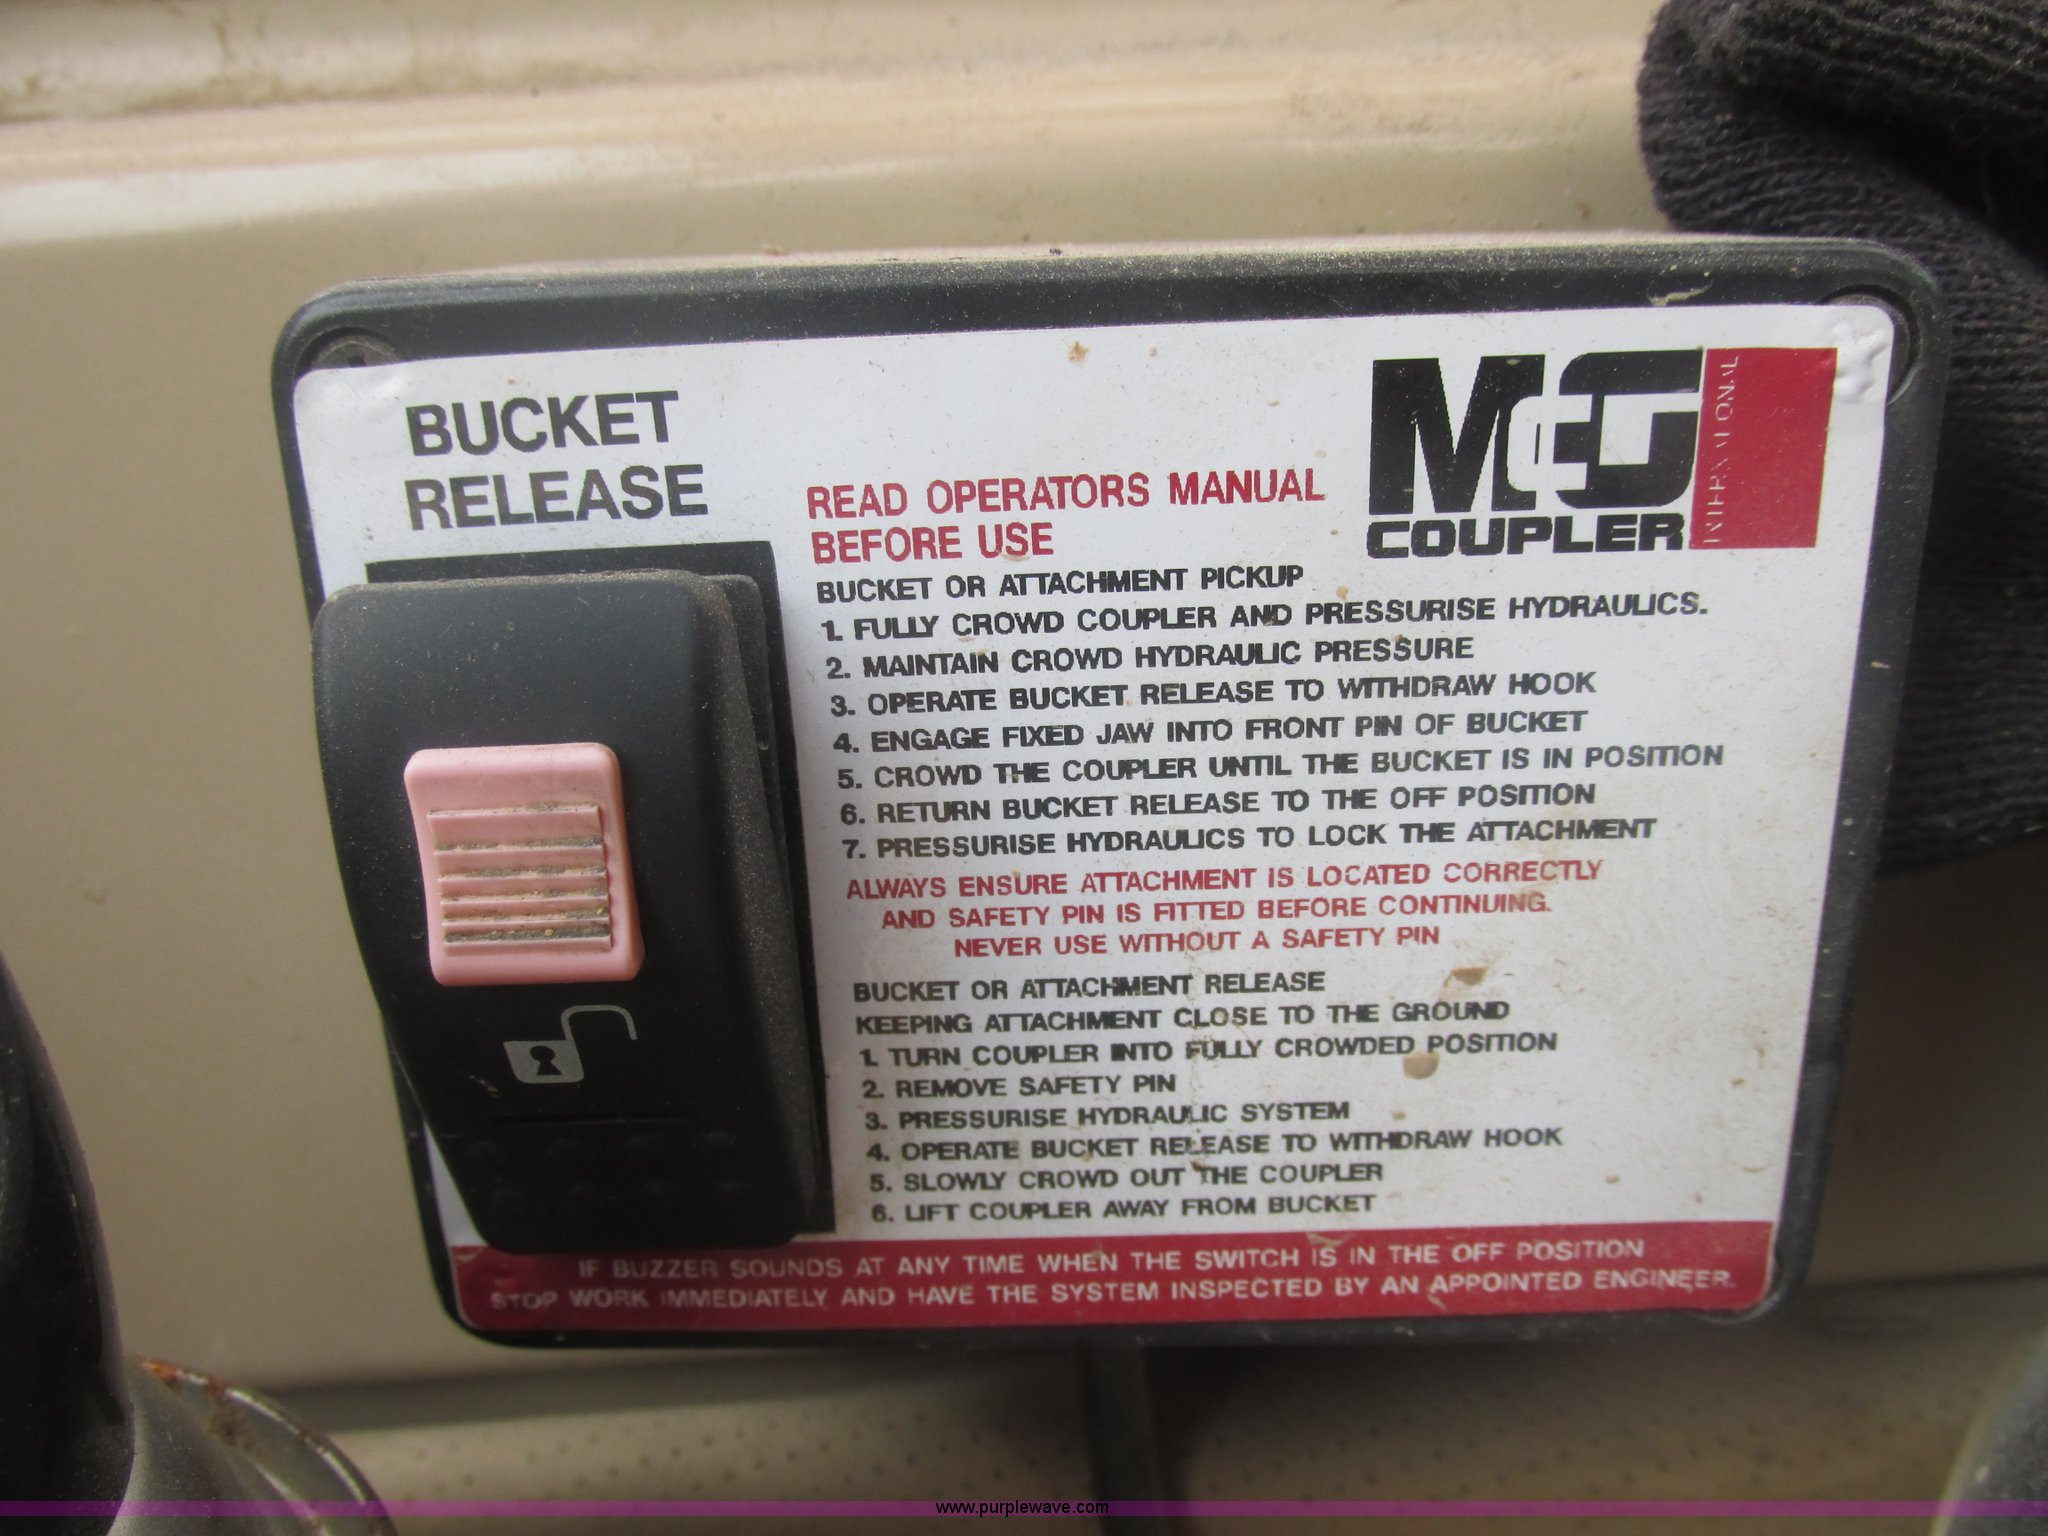 BUCKET
RELEASE
M&G
COUPLER
INTERNATIONAL
READ OPERATORS MANUAL
BEFORE USE
BUCKET OR ATTACHMENT PICKUP
1. FULLY CROWD COUPLER AND PRESSURISE HYDRAULICS.
2. MAINTAIN CROWD HYDRAULIC PRESSURE
3. OPERATE BUCKET RELEASE TO WITHDRAW HOOK
4. ENGAGE FIXED JAW INTO FRONT PIN OF BUCKET
5. CROWD THE COUPLER UNTIL THE BUCKET IS IN POSITION
6. RETURN BUCKET RELEASE TO THE OFF POSITION
7. PRESSURISE HYDRAULICS TO LOCK THE ATTACHMENT
ALWAYS ENSURE ATTACHMENT IS LOCATED CORRECTLY
AND SAFETY PIN IS FITTED BEFORE CONTINUING.
NEVER USE WITHOUT A SAFETY PIN
BUCKET OR ATTACHMENT RELEASE
KEEPING ATTACHMENT CLOSE TO THE GROUND
1. TURN COUPLER INTO FULLY CROWDED POSITION
2. REMOVE SAFETY PIN
3. PRESSURISE HYDRAULIC SYSTEM
4. OPERATE BUCKET RELEASE TO WITHDRAW HOOK
5. SLOWLY CROWD OUT THE COUPLER
6. LIFT COUPLER AWAY FROM BUCKET
IF BUZZER SOUNDS AT ANY TIME WHEN THE SWITCH IS IN THE OFF POSITION
STOP WORK IMMEDIATELY AND HAVE THE SYSTEM INSPECTED BY AN APPOINTED ENGINEER.
www.purplewave.com